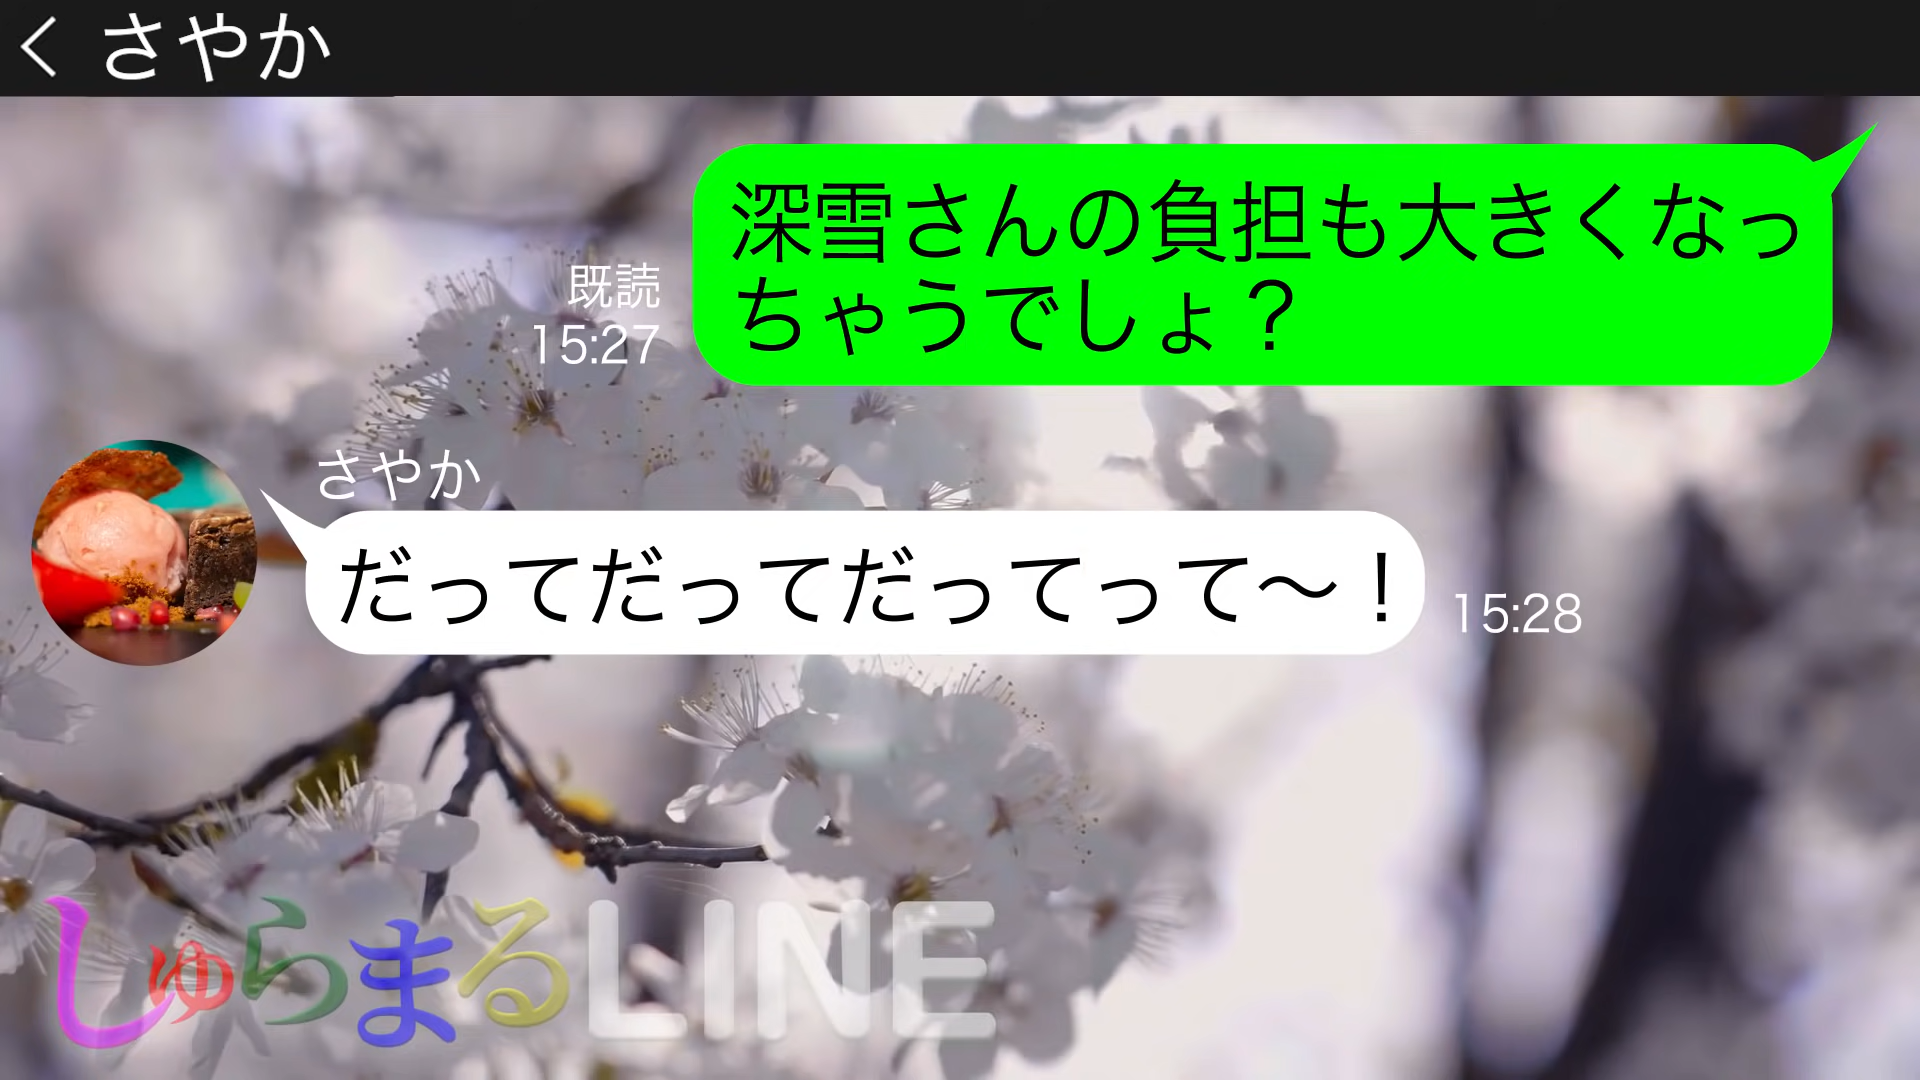 さやか
深雪さんの負担も大きくなっ
ちゃうでしょ？
既読
15:27
さやか
だってだってだってって～！
15:28
しゅらまるLINE